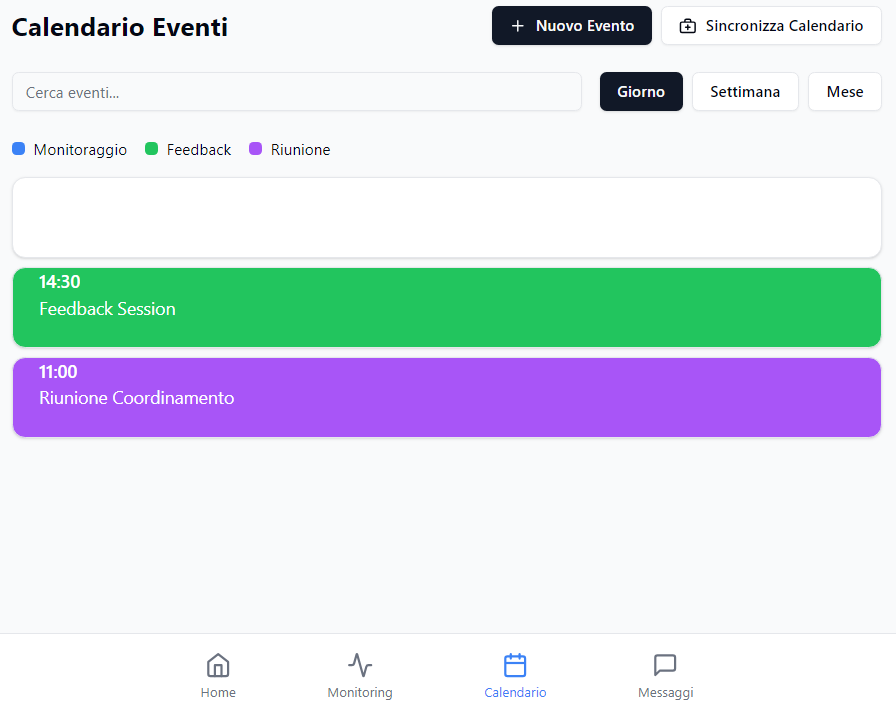 Calendario Eventi
Nuovo Evento
Sincronizza Calendario
Cerca eventi...
Giorno
Settimana
Mese
Monitoraggio
Feedback
Riunione
14:30
Feedback Session
11:00
Riunione Coordinamento
Home
Monitoring
Calendario
Messaggi